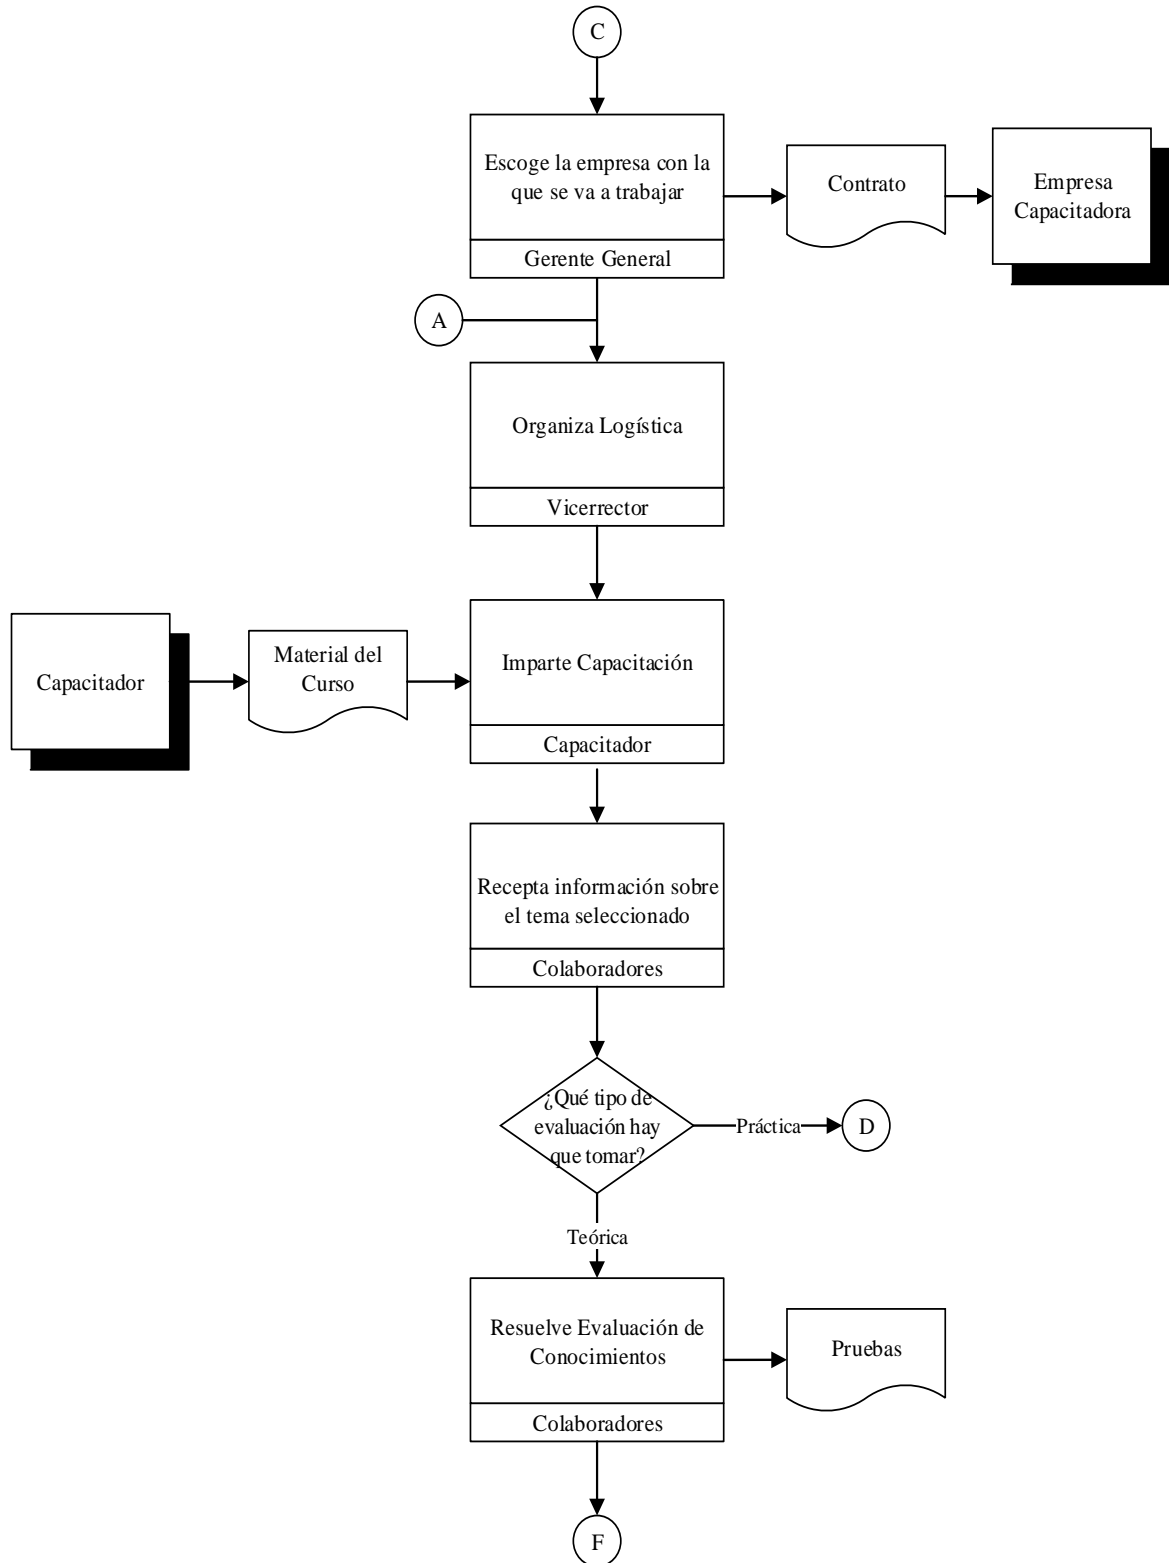 C
Escoge la empresa con la
que se va a trabajar
Gerente General
Contrato
Empresa
Capacitadora
A
Organiza Logística
Vicerrector
Capacitador
Material del
Curso
Imparte Capacitación
Capacitador
Recepta información sobre
el tema seleccionado
Colaboradores
¿Qué tipo de
evaluación hay
que tomar?
Práctica
D
Teórica
Resuelve Evaluación de
Conocimientos
Colaboradores
Pruebas
F